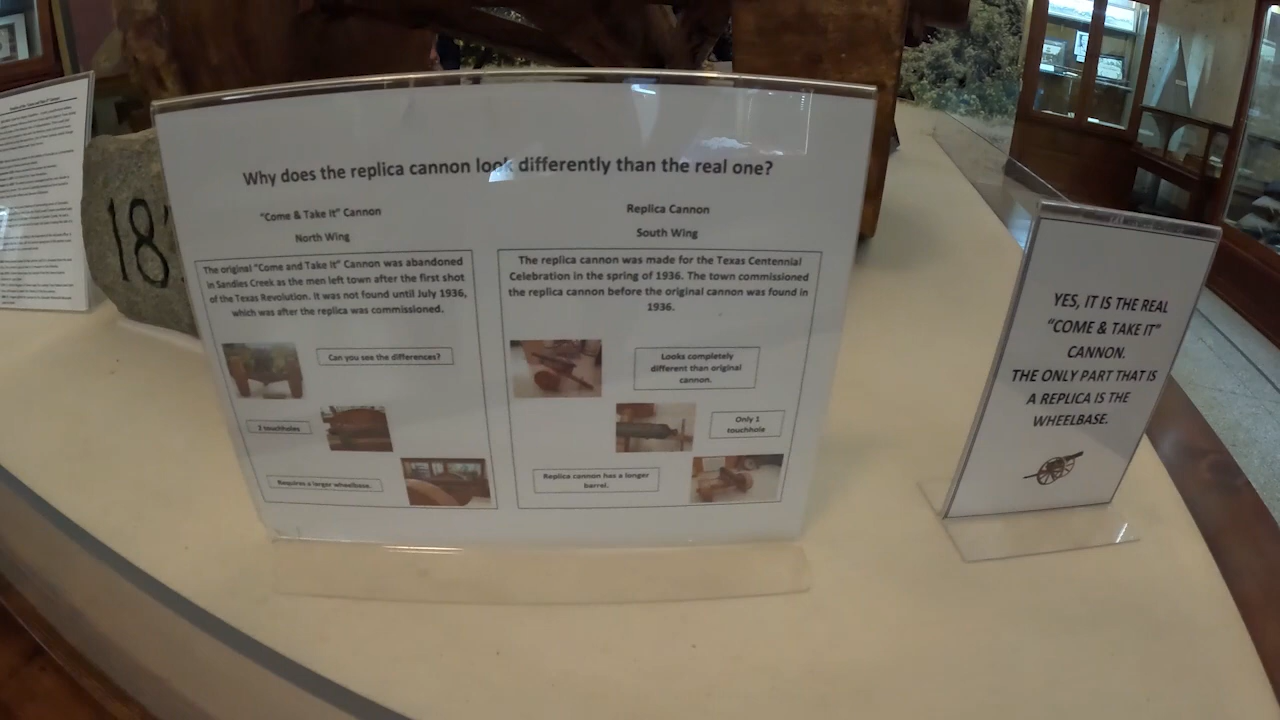 Why does the replica cannon look differently than the real one?
"Come & Take It" Cannon
North Wing
The original "Come and Take It" Cannon was abandoned
in Sandies Creek as the men left town after the first shot
of the Texas Revolution. It was not found until July 1936,
which was after the replica was commissioned.
Can you see the differences?
2 touchholes
Requires a larger wheelbase.
Replica Cannon
South Wing
The replica cannon was made for the Texas Centennial
Celebration in the spring of 1936. The town commissioned
the replica cannon before the original cannon was found in
1936.
Looks completely
different than original
cannon.
Only 1
touchhole
Replica cannon has a longer
barrel.
18
YES, IT IS THE REAL
"COME & TAKE IT"
CANNON.
THE ONLY PART THAT IS
A REPLICA IS THE
WHEELBASE.